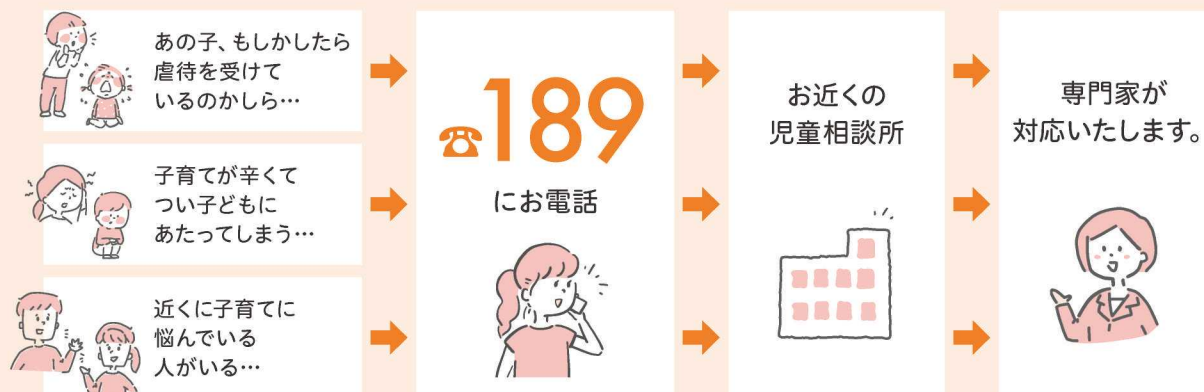 あの子、もしかしたら
虐待を受けて
いるのかしら…
子育てが辛くて
つい子どもに
あたってしまう…
近くに子育てに
悩んでいる
人がいる…
189
にお電話
お近くの
児童相談所
専門家が
対応いたします。